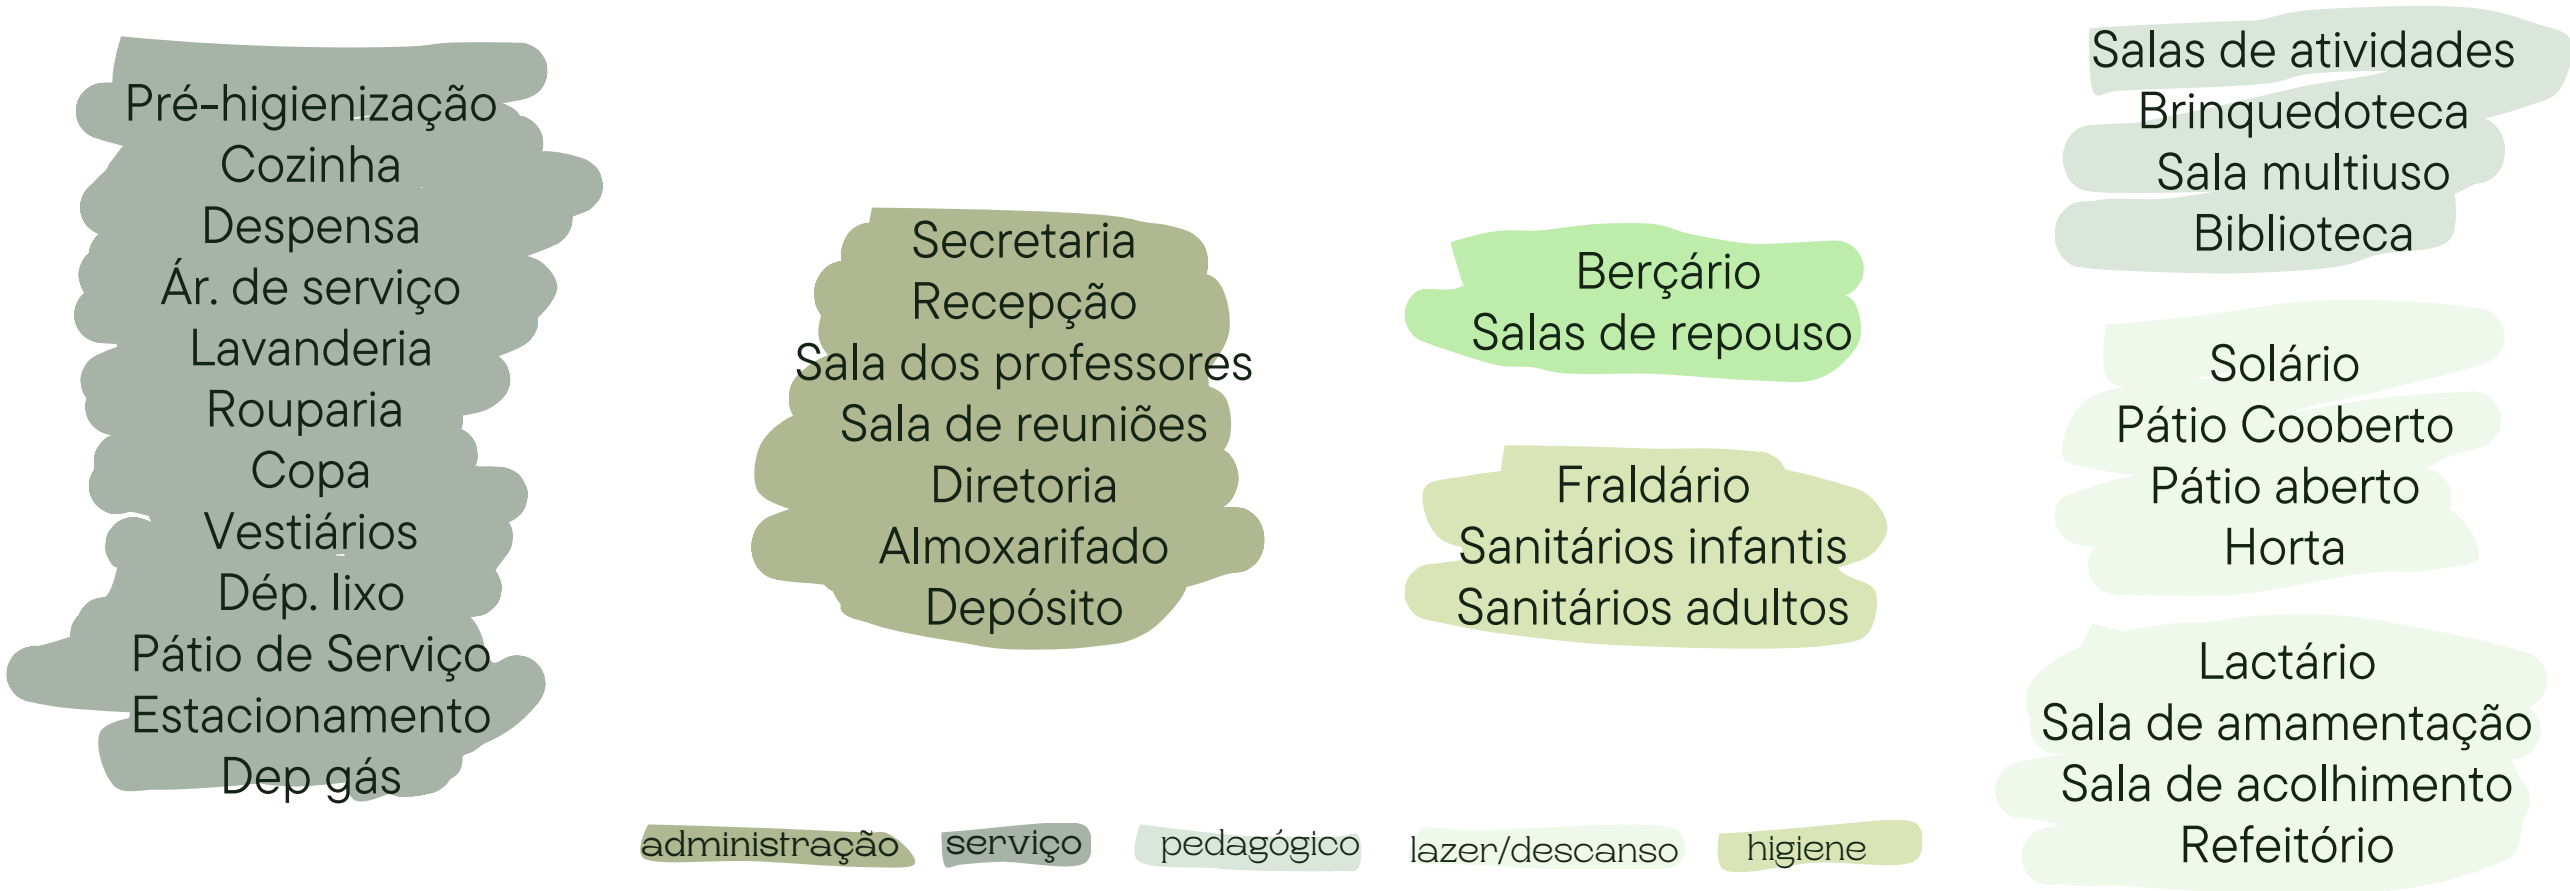 Pré-higienização
Cozinha
Despensa
Ár. de serviço
Lavanderia
Rouparia
Copa
Vestiários
Dép. lixo
Pátio de Serviço
Estacionamento
Dep gás
Secretaria
Recepção
Sala dos professores
Sala de reuniões
Diretoria
Almoxarifado
Depósito
Berçário
Salas de repouso
Fraldário
Sanitários infantis
Sanitários adultos
Salas de atividades
Brinquedoteca
Sala multiuso
Biblioteca
Solário
Pátio Cooberto
Pátio aberto
Horta
Lactário
Sala de amamentação
Sala de acolhimento
Refeitório
administração
serviço
pedagógico
lazer/descanso
higiene